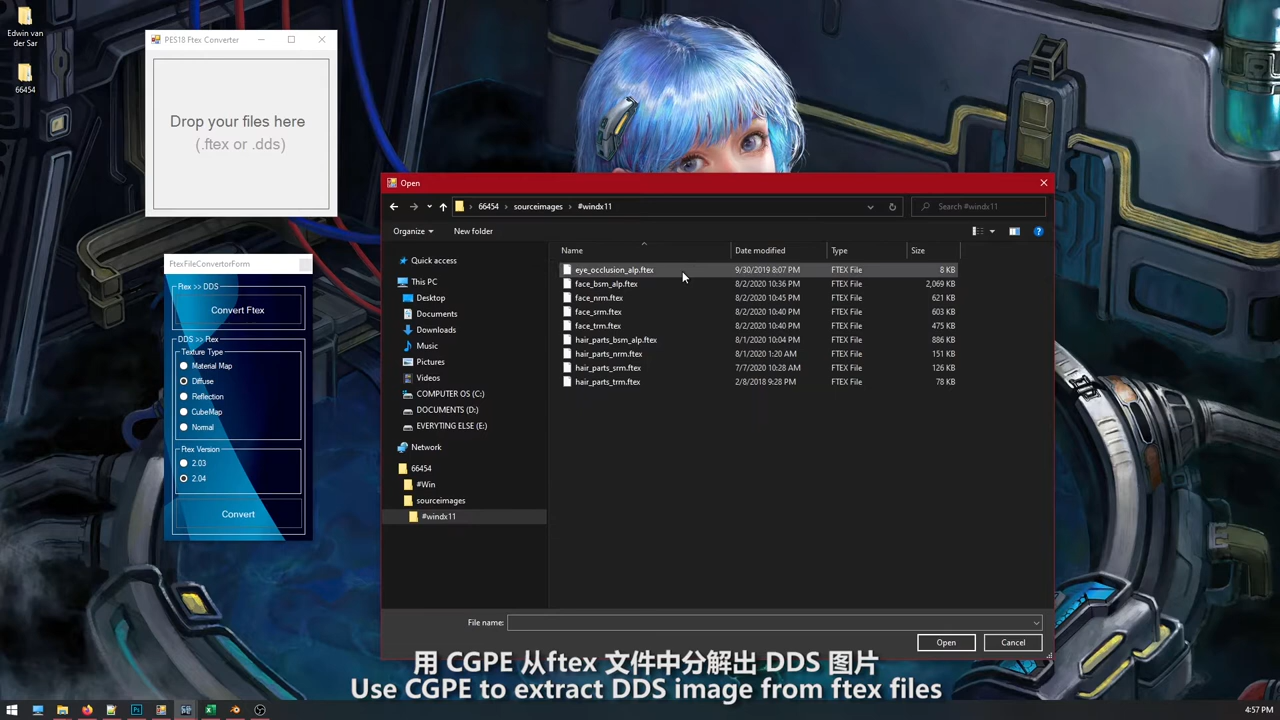 Edwin van
der Sar
66454
PES18 Ftex Converter
Drop your files here
(.ftex or .dds)
FtexFileConvertorForm
Ftex >> DDS
Convert Ftex
DDS >> Ftex
Texture Type
Material Map
Diffuse
Reflection
CubeMap
Normal
Ftex Version
2.03
2.04
Convert
Open
66454 > sourceimages > #windx11
Search #windx11
Organize
New folder
Quick access
This PC
Desktop
Documents
Downloads
Music
Pictures
Videos
COMPUTER OS (C:)
DOCUMENTS (D:)
EVERYTING ELSE (E:)
Network
66454
#Win
sourceimages
#windx11
Name Date modified Type Size
eye_occlusion_alp.ftex 9/30/2019 8:07 PM FTEX File 8 KB
face_bsm_alp.ftex 8/2/2020 10:36 PM FTEX File 2,069 KB
face_nrm.ftex 8/2/2020 10:45 PM FTEX File 621 KB
face_srm.ftex 8/2/2020 10:40 PM FTEX File 603 KB
face_trm.ftex 8/2/2020 10:40 PM FTEX File 475 KB
hair_parts_bsm_alp.ftex 8/1/2020 10:04 PM FTEX File 886 KB
hair_parts_nrm.ftex 8/1/2020 1:20 AM FTEX File 151 KB
hair_parts_srm.ftex 7/7/2020 10:28 AM FTEX File 126 KB
hair_parts_trm.ftex 2/8/2018 9:28 PM FTEX File 78 KB
File name:
Open
Cancel
用 CGPE 从ftex 文件中分解出 DDS 图片
Use CGPE to extract DDS image from ftex files
4:57 PM